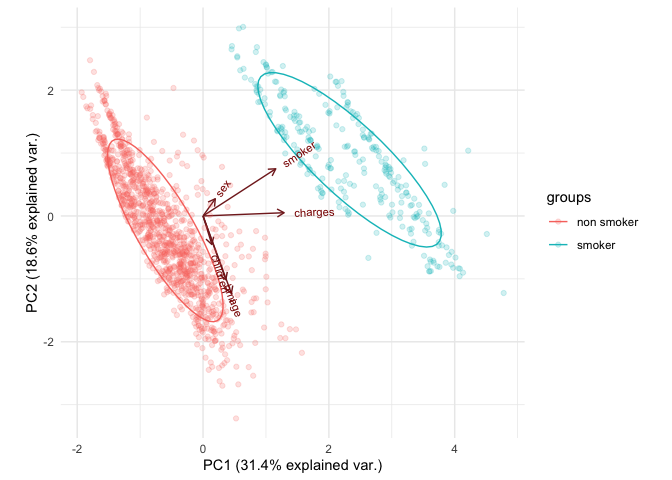 PC2 (18.6% explained var.)
2
0
-2
smoker
sex
charges
children
age
-2
0
2
4
PC1 (31.4% explained var.)
groups
non smoker
smoker